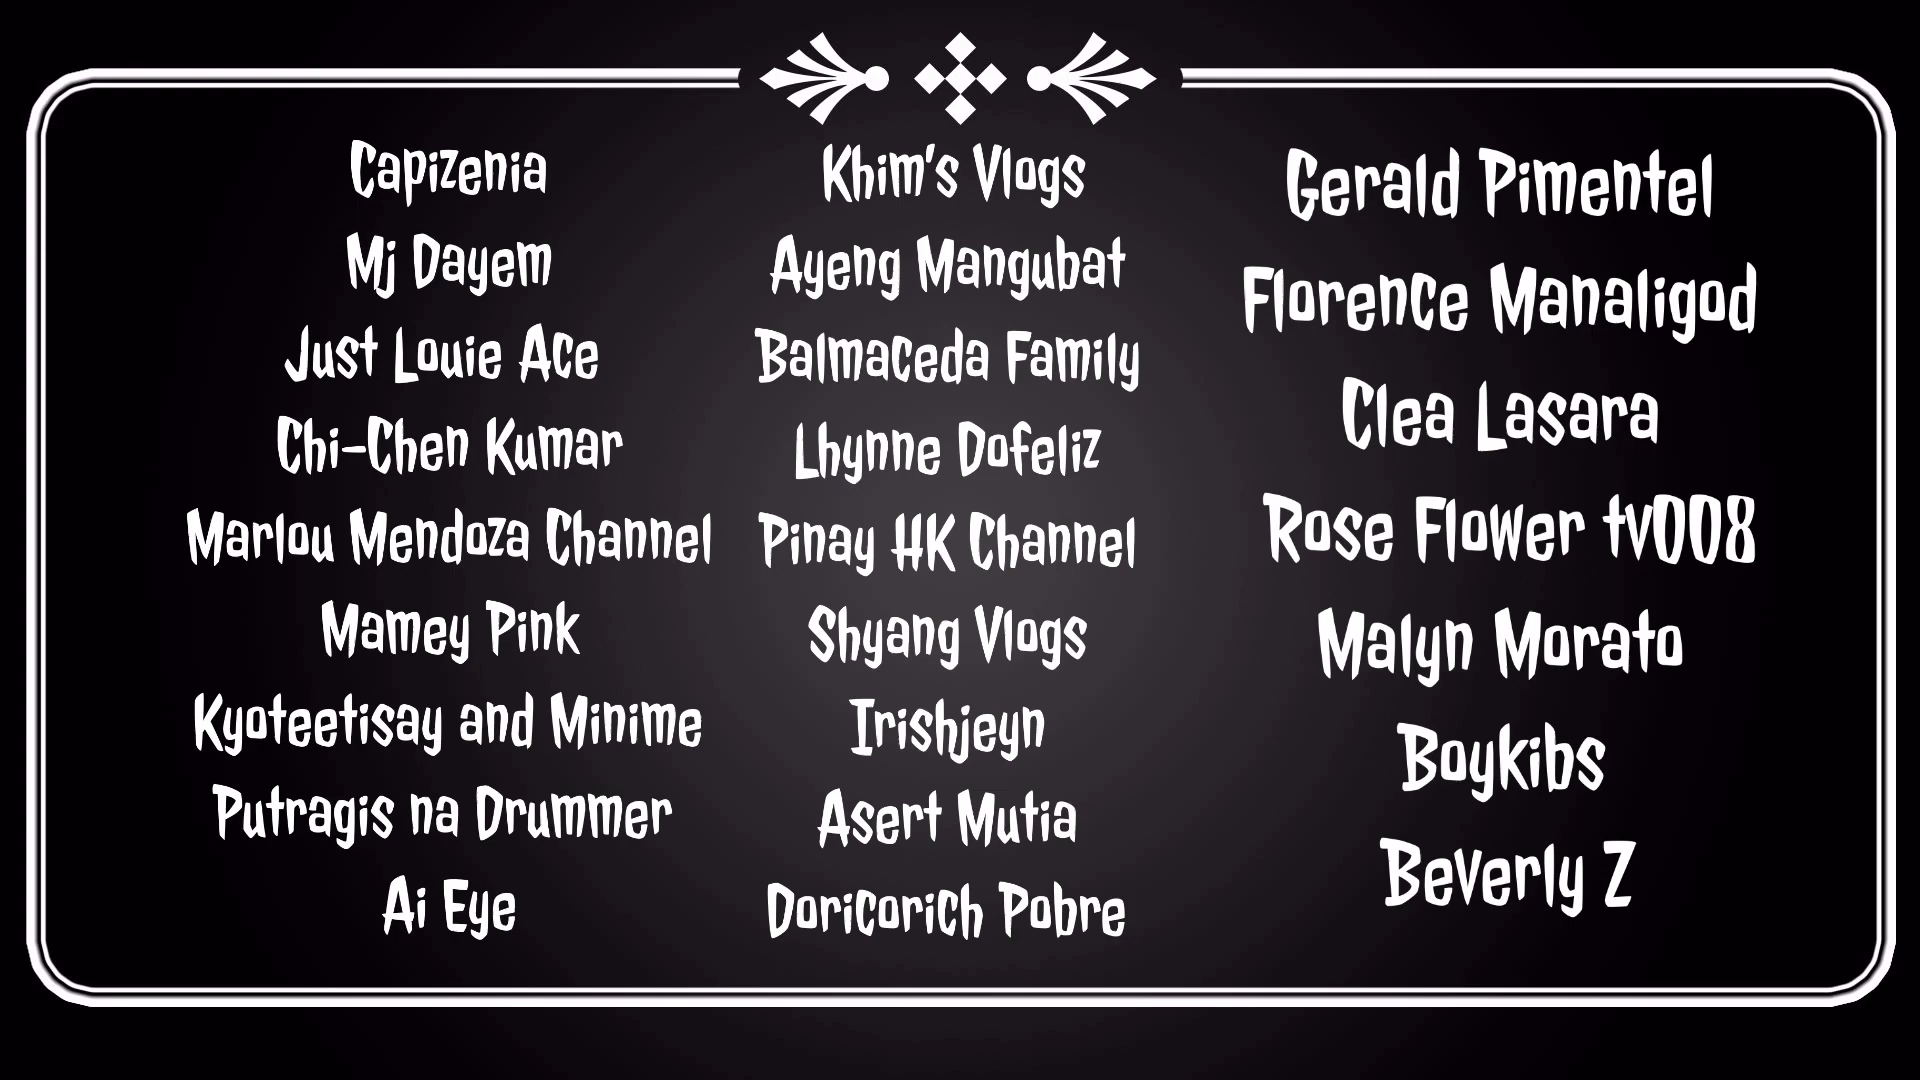 Capizenia
Mj Dayem
Just Louie Ace
Chi-Chen Kumar
Marlou Mendoza Channel
Mamey Pink
Kyoteetisay and Minime
Putragis na Drummer
Ai Eye
Khim's Vlogs
Ayeng Mangubat
Balmaceda Family
Lhynne Dofeliz
Pinay HK Channel
Shyang Vlogs
Irishjeyn
Asert Mutia
Doricorich Pobre
Gerald Pimentel
Florence Manaligod
Clea Lasara
Rose Flower tv008
Malyn Morato
Boykibs
Beverly Z